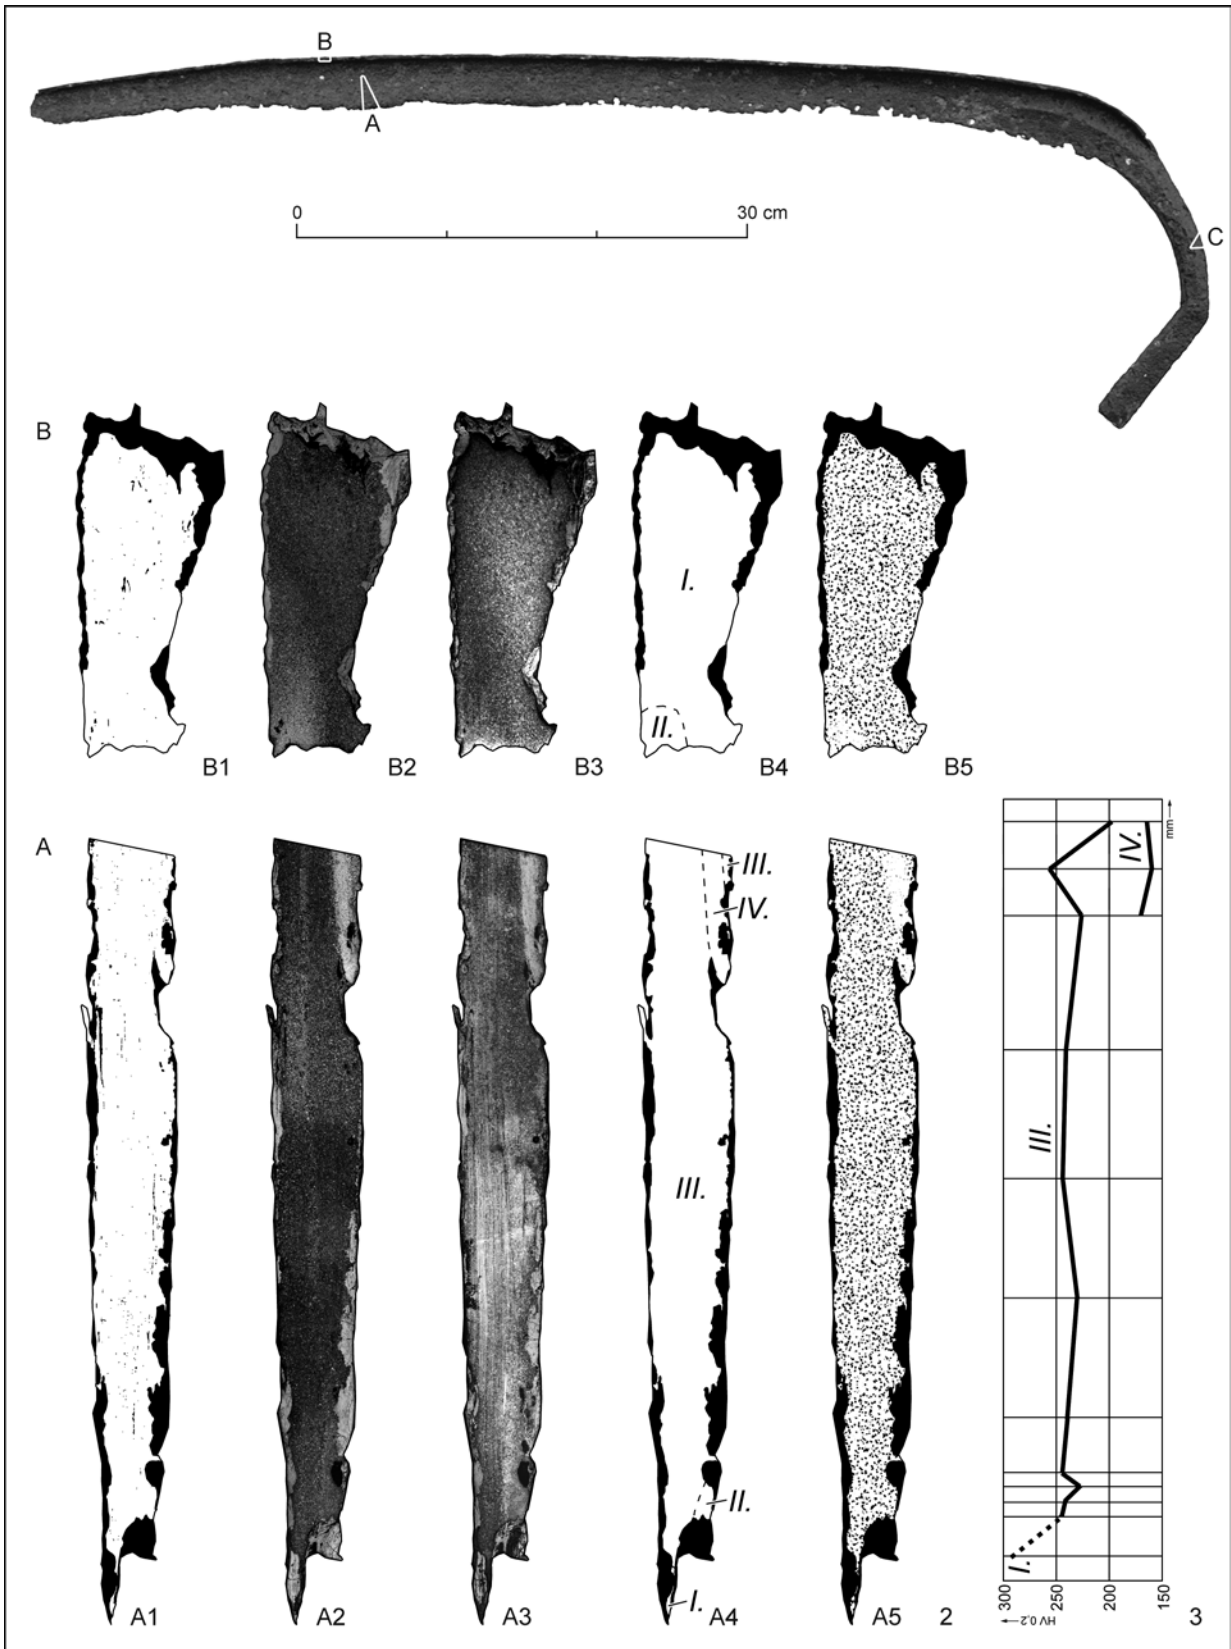 B
A
0 30 cm
C
B
I.
II.
B1 B2 B3 B4 B5
A
III.
IV.
III.
II.
I.
A1 A2 A3 A4 A5 2
mm
IV.
III.
I.
300 250 200 150
HV 0,2
3